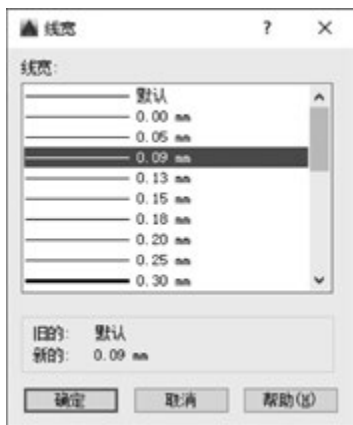 线宽
?
×
线宽:
默认
0.00 mm
0.05 mm
0.09 mm
0.13 mm
0.15 mm
0.18 mm
0.20 mm
0.25 mm
0.30 mm
旧的: 默认
新的: 0.09 mm
确定 取消 帮助(H)